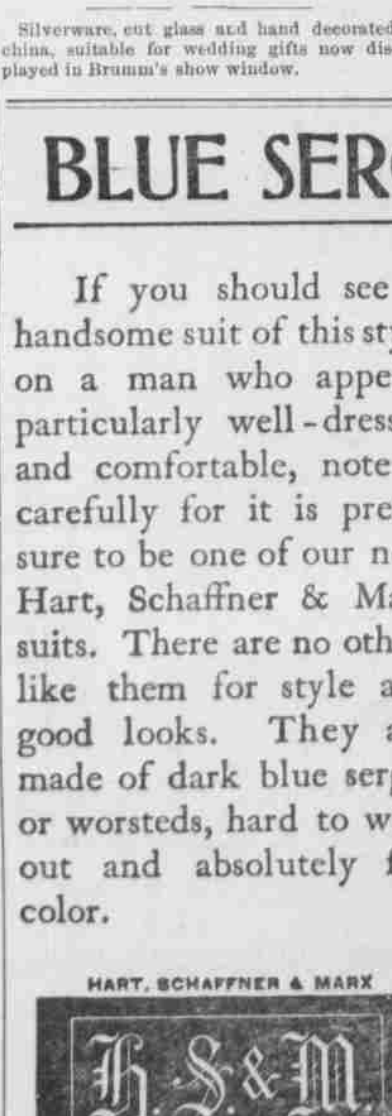 Silverware, cut glass and hand decorated
china, suitable for wedding gifts now dis
played in Brumm's show window.
BLUE SER
If you should see
handsome suit of this st
on a man who appe
particularly well-dress
and comfortable, note
carefully for it is pre
sure to be one of our n
Hart, Schaffner & Ma
suits. There are no oth
like them for style a
good looks. They a
made of dark blue serg
or worsteds, hard to w
out and absolutely f
color.
HART, SCHAFFNER & MARX
H. S. & M.